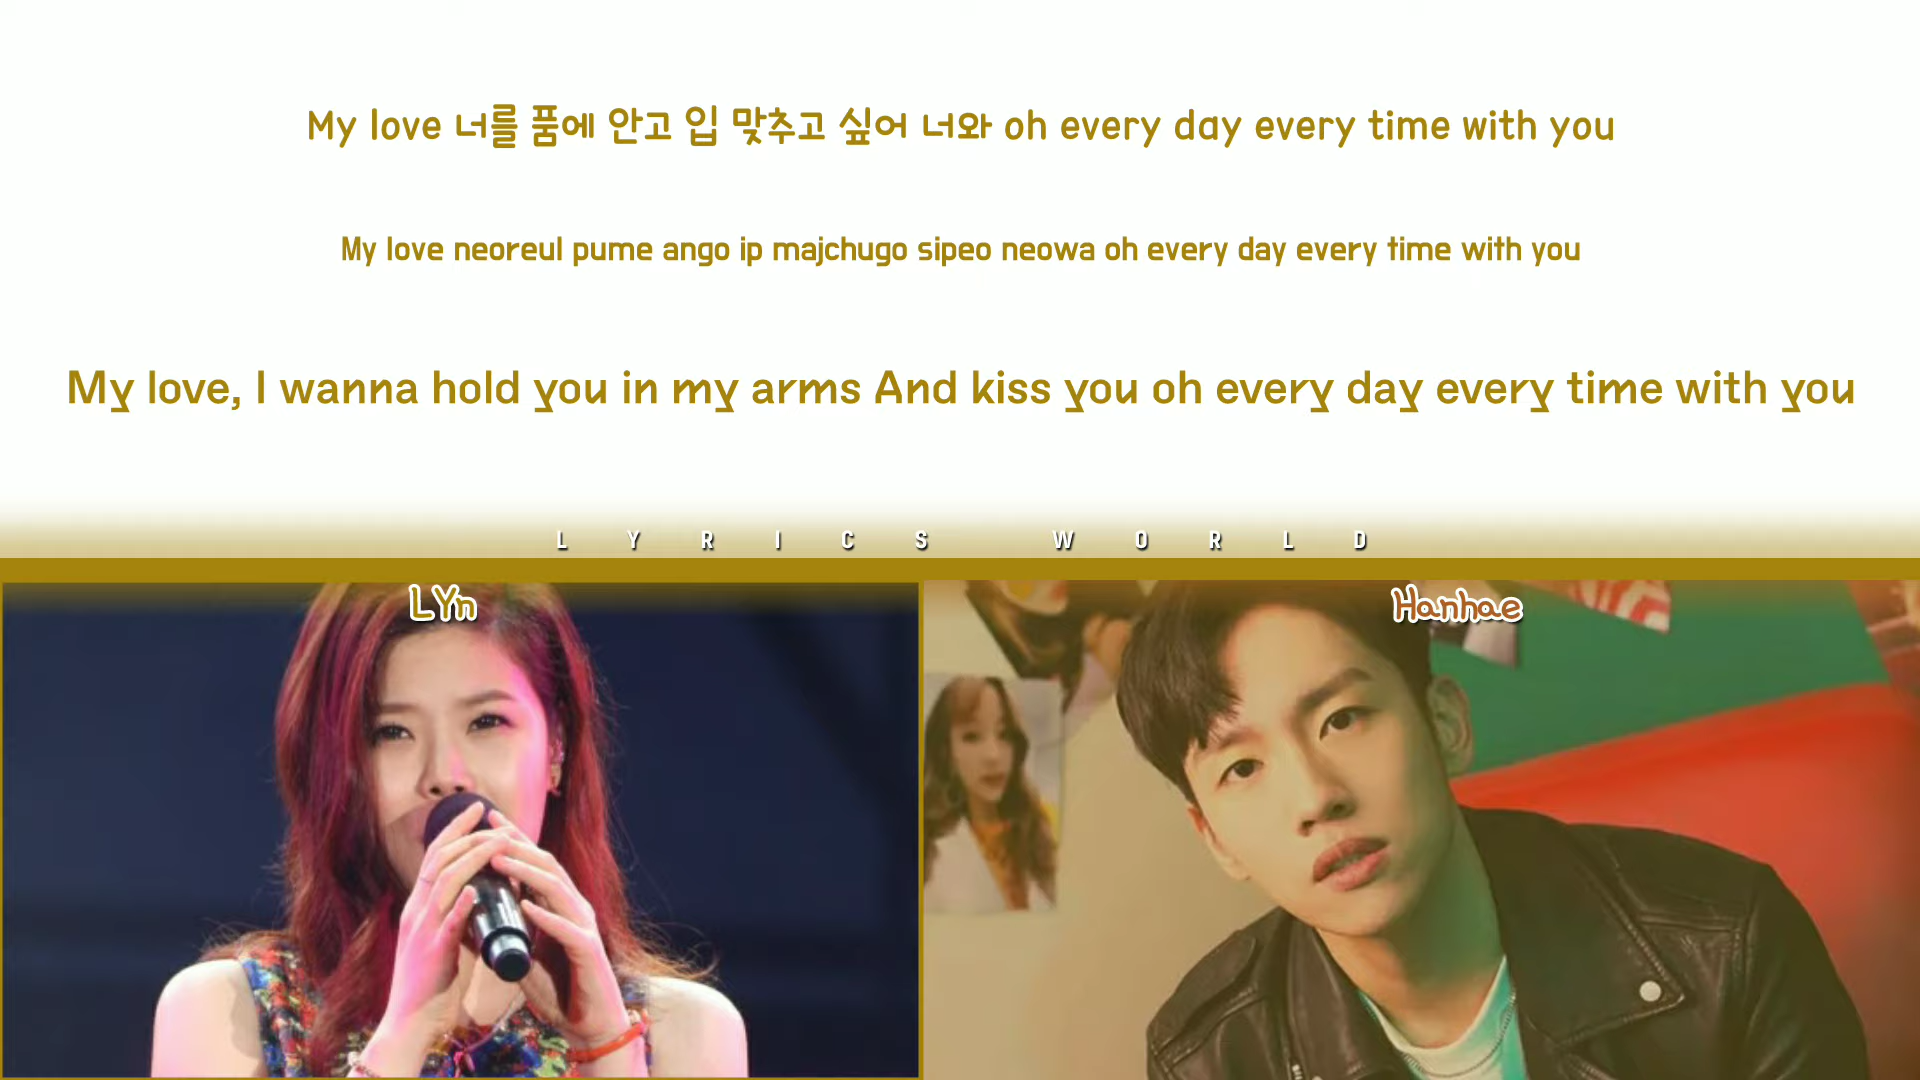 My love 너를 품에 안고 입 맞추고 싶어 너와 oh every day every time with you
My love neoreul pume ango ip majchugo sipeo neowa oh every day every time with you
My love, I wanna hold you in my arms And kiss you oh every day every time with you
LYRICS WORLD
LYn
Hanhae